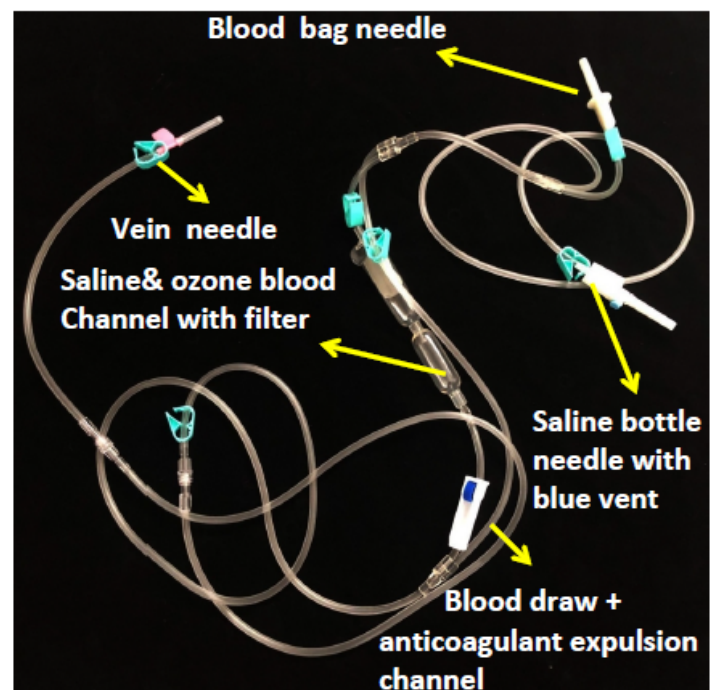 Blood bag needle
Vein needle
Saline& ozone blood
Channel with filter
Saline bottle
needle with
blue vent
Blood draw +
anticoagulant expulsion
channel